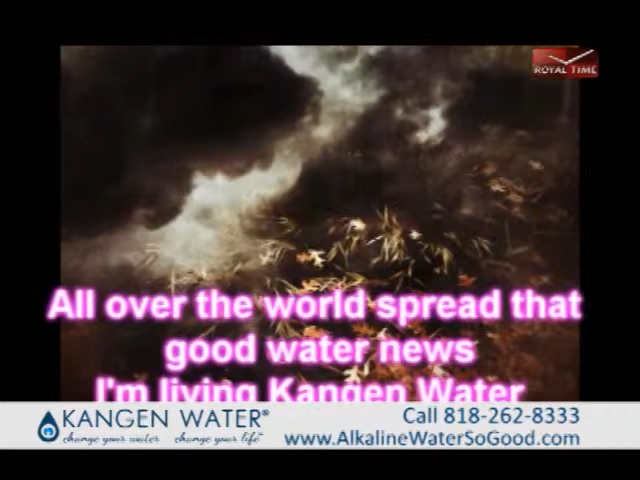 ROYAL TIME
All over the world spread that
good water news
I'm living Kangen Water
KANGEN WATER®
change your water change your life™
Call 818-262-8333
www.AlkalineWaterSoGood.com